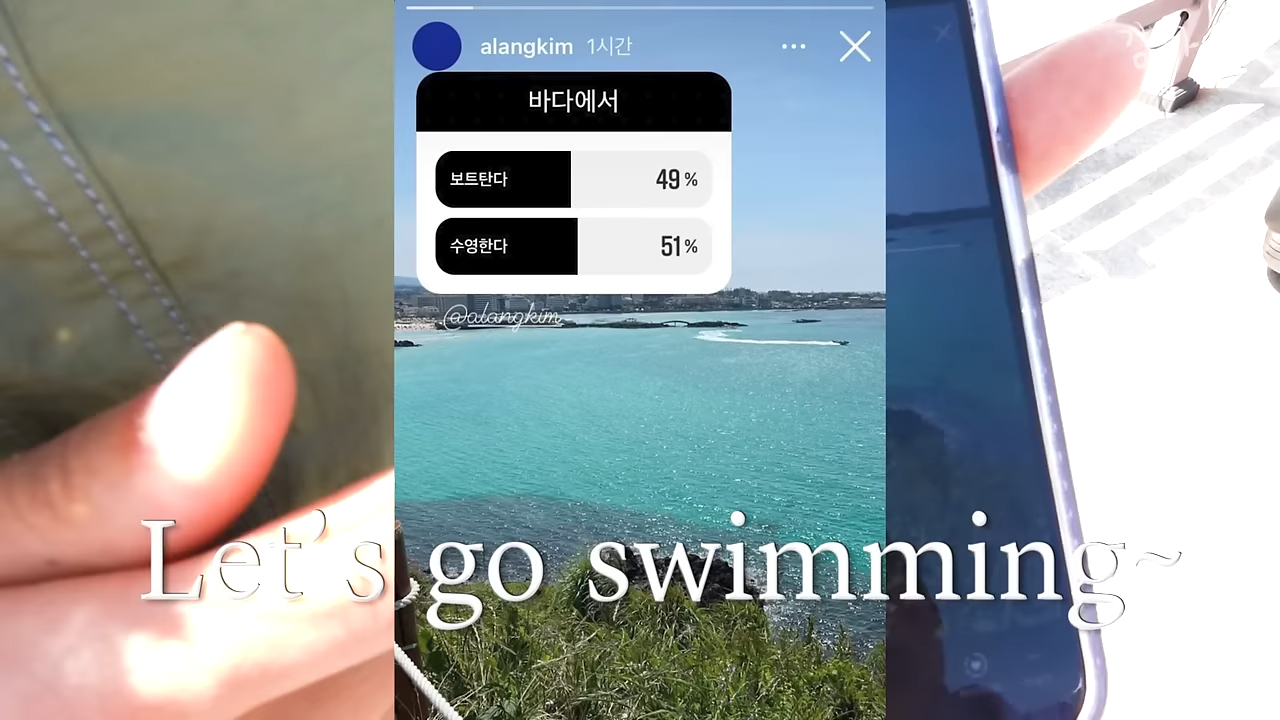 alangkim 1시간
바다에서
보트탄다 49%
수영한다 51%
@alangkim
Let's go swimming~